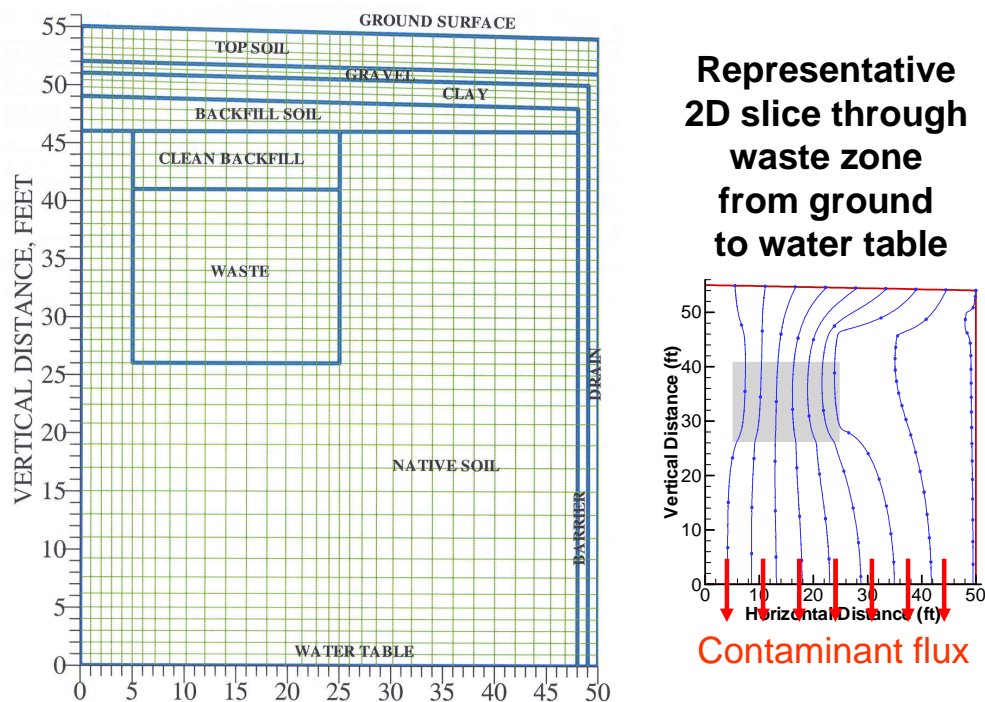 GROUND SURFACE
TOP SOIL
GRAVEL
CLAY
BACKFILL SOIL
CLEAN BACKFILL
WASTE
NATIVE SOIL
DRAIN
BARRIER
WATER TABLE
VERTICAL DISTANCE, FEET
55
50
45
40
35
30
25
20
15
10
5
0
0 5 10 15 20 25 30 35 40 45 50
Representative
2D slice through
waste zone
from ground
to water table
Vertical Distance (ft)
50
40
30
20
10
0
0 10 20 30 40 50
Horizontal Distance (ft)
Contaminant flux